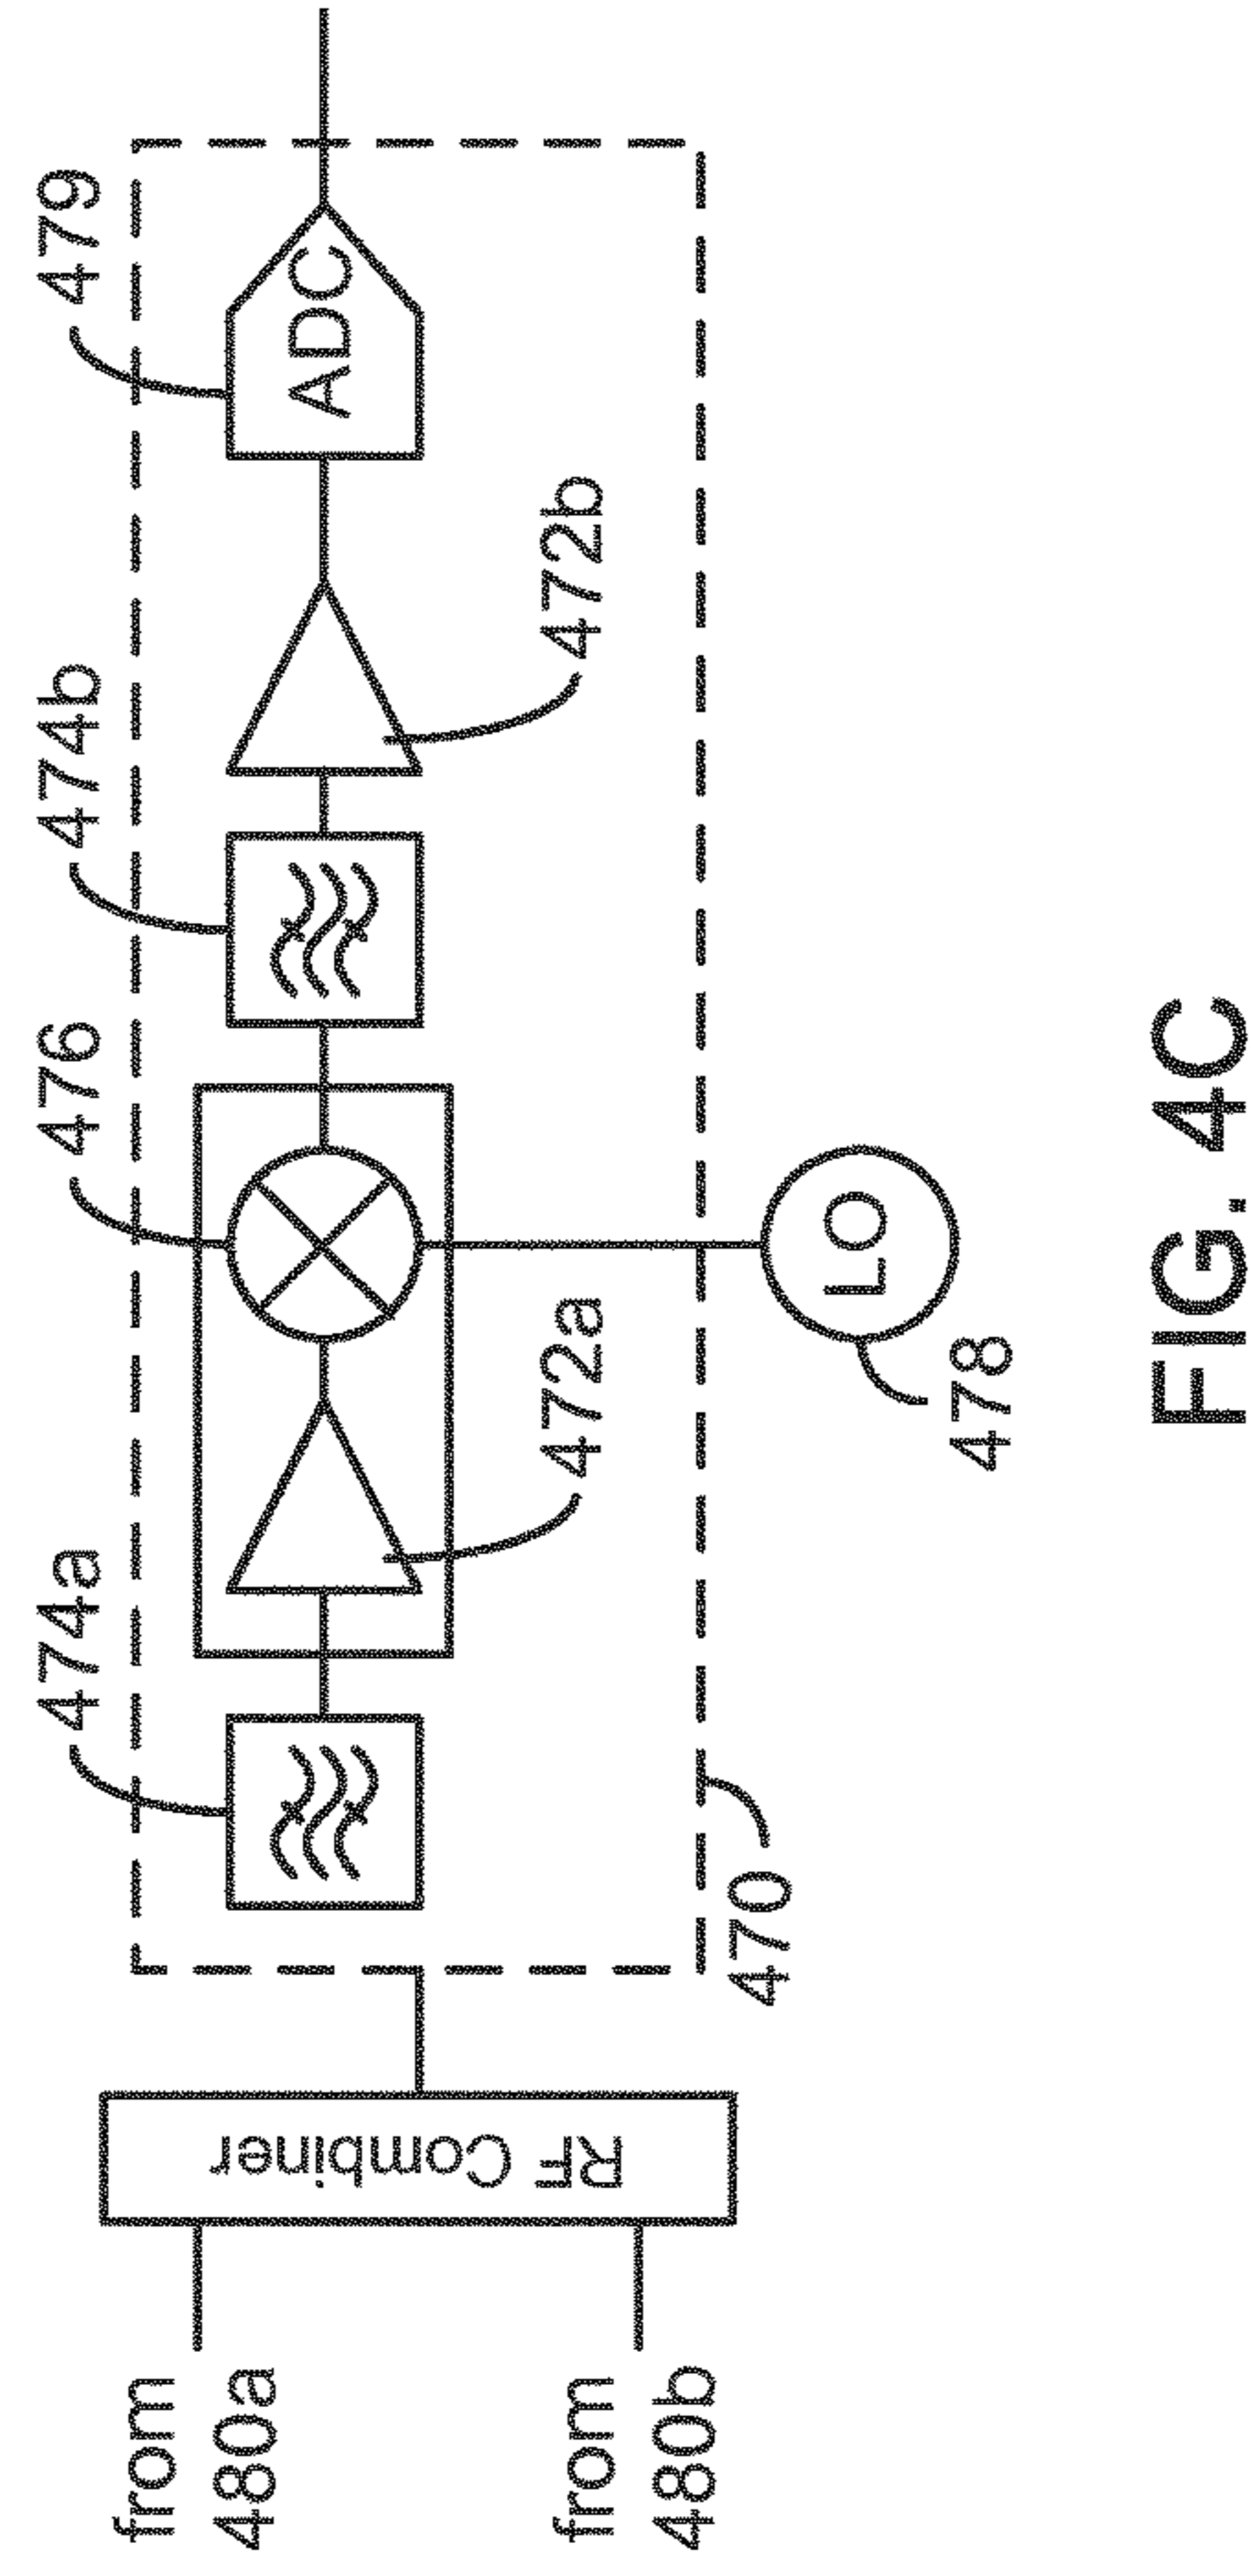 474a
476
474b
479
ADC
472a
472b
LO
478
470
RF Combiner
from
480a
from
480b
FIG. 4C